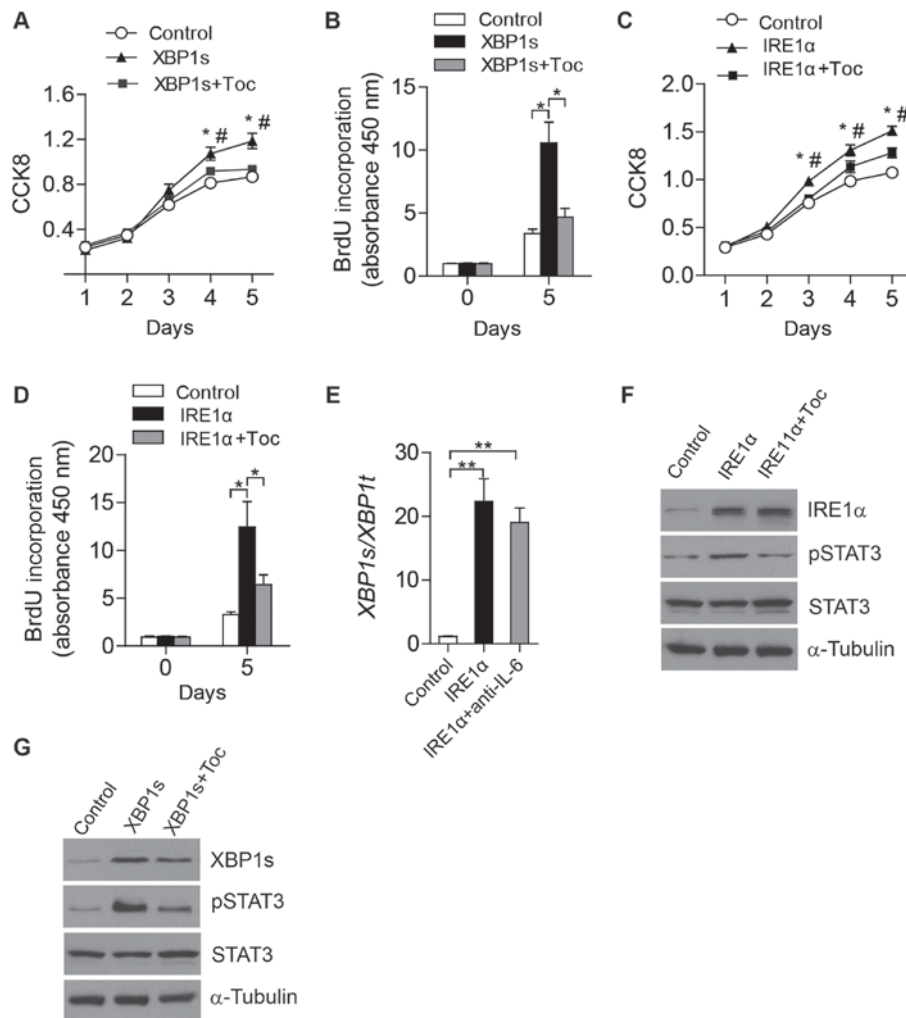 A
Control
XBP1s
XBP1s+Toc
CCK8
1.2
0.8
0.4
* #
* #
1 2 3 4 5
Days
B
Control
XBP1s
XBP1s+Toc
BrdU incorporation
(absorbance 450 nm)
15
10
5
0
*
*
0 5
Days
C
Control
IRE1α
IRE1α+Toc
CCK8
1.5
1.0
0.5
0.0
* #
* #
* #
1 2 3 4 5
Days
D
Control
IRE1α
IRE1α+Toc
BrdU incorporation
(absorbance 450 nm)
20
15
10
5
0
*
*
0 5
Days
E
XBP1s/XBP1t
30
20
10
0
**
**
Control
IRE1α
IRE1α+anti-IL-6
F
Control
IRE1α
IRE11α+Toc
IRE1α
pSTAT3
STAT3
α-Tubulin
G
Control
XBP1s
XBP1s+Toc
XBP1s
pSTAT3
STAT3
α-Tubulin